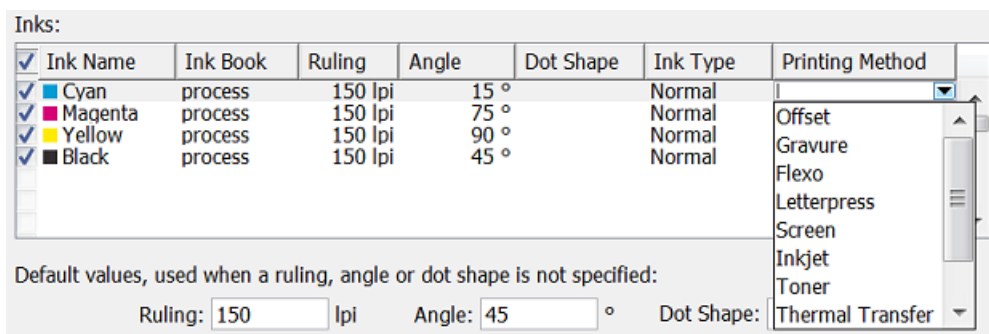 Inks:
Ink Name Ink Book Ruling Angle Dot Shape Ink Type Printing Method
Cyan process 150 lpi 15 ° Normal
Magenta process 150 lpi 75 ° Normal
Yellow process 150 lpi 90 ° Normal
Black process 150 lpi 45 ° Normal
Offset
Gravure
Flexo
Letterpress
Screen
Inkjet
Toner
Thermal Transfer
Default values, used when a ruling, angle or dot shape is not specified:
Ruling: 150 lpi Angle: 45 ° Dot Shape: